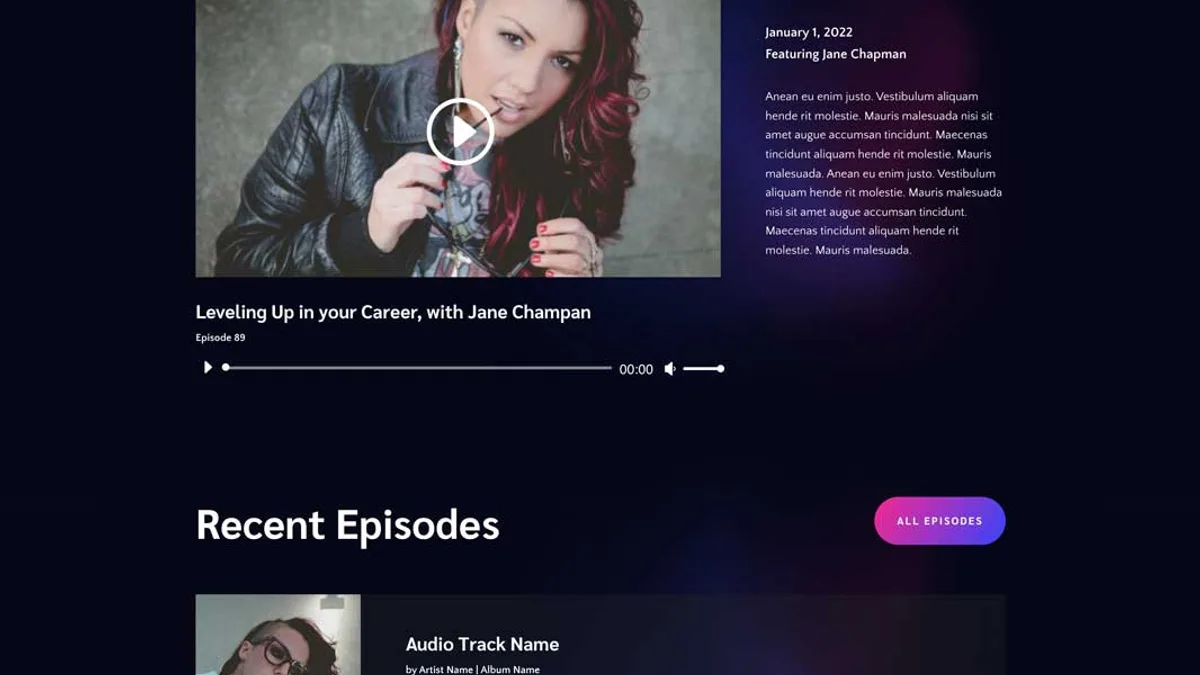 January 1, 2022
Featuring Jane Chapman
Anean eu enim justo. Vestibulum aliquam
hende rit molestie. Mauris malesuada nisi sit
amet augue accumsan tincidunt. Maecenas
tincidunt aliquam hende rit molestie. Mauris
malesuada. Anean eu enim justo. Vestibulum
aliquam hende rit molestie. Mauris malesuada
nisi sit amet augue accumsan tincidunt.
Maecenas tincidunt aliquam hende rit
molestie. Mauris malesuada.
Leveling Up in your Career, with Jane Champan
Episode 89
00:00
Recent Episodes
ALL EPISODES
Audio Track Name
by Artist Name | Album Name